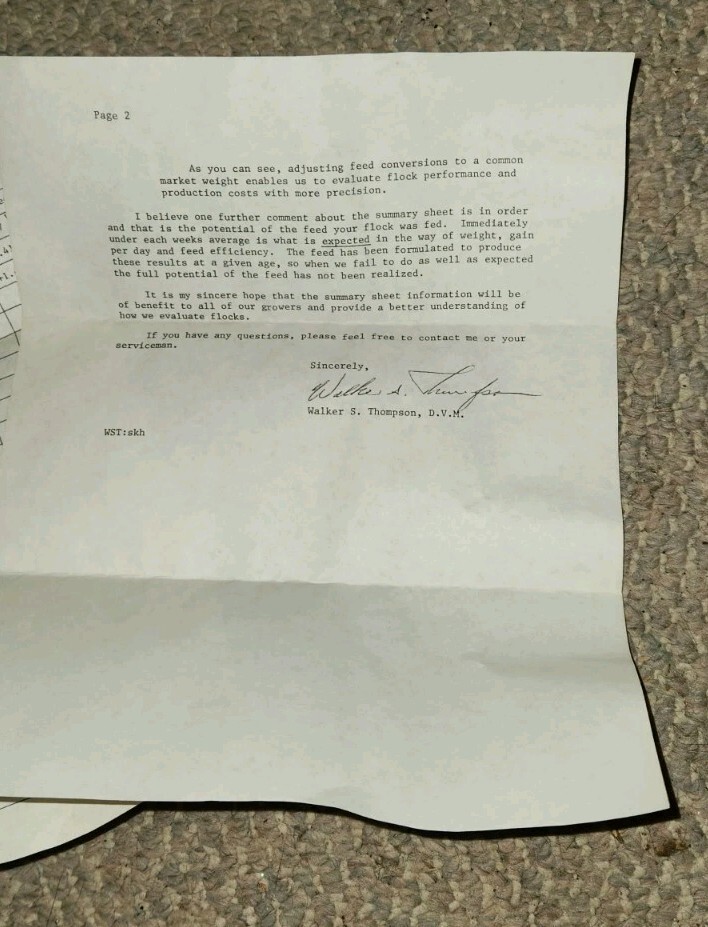 Page 2
As you can see, adjusting feed conversions to a common
market weight enables us to evaluate flock performance and
production costs with more precision.
I believe one further comment about the summary sheet is in order
and that is the potential of the feed your flock was fed. Immediately
under each weeks average is what is expected in the way of weight, gain
per day and feed efficiency. The feed has been formulated to produce
these results at a given age, so when we fail to do as well as expected
the full potential of the feed has not been realized.
It is my sincere hope that the summary sheet information will be
of benefit to all of our growers and provide a better understanding of
how we evaluate flocks.
If you have any questions, please feel free to contact me or your
serviceman.
Sincerely,
Walker S. Thompson
Walker S. Thompson, D.V.M.
WST:skh